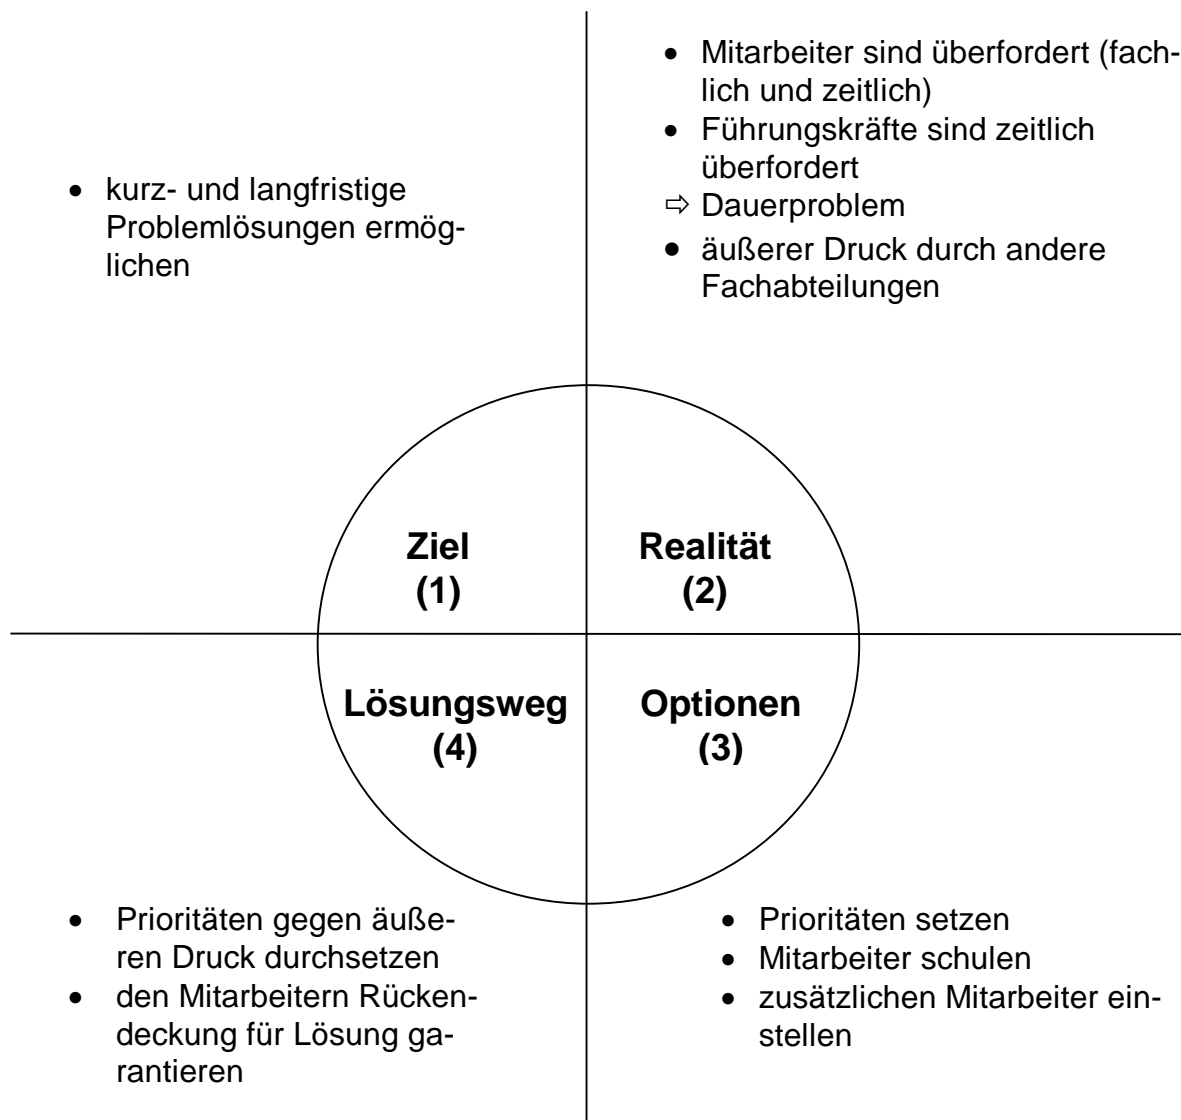 • kurz- und langfristige
Problemlösungen ermög-
lichen
• Mitarbeiter sind überfordert (fach-
lich und zeitlich)
• Führungskräfte sind zeitlich
überfordert
⇨ Dauerproblem
• äußerer Druck durch andere
Fachabteilungen
Ziel
(1)
Realität
(2)
Lösungsweg
(4)
Optionen
(3)
• Prioritäten gegen äuße-
ren Druck durchsetzen
• den Mitarbeitern Rücken-
deckung für Lösung ga-
rantieren
• Prioritäten setzen
• Mitarbeiter schulen
• zusätzlichen Mitarbeiter ein-
stellen